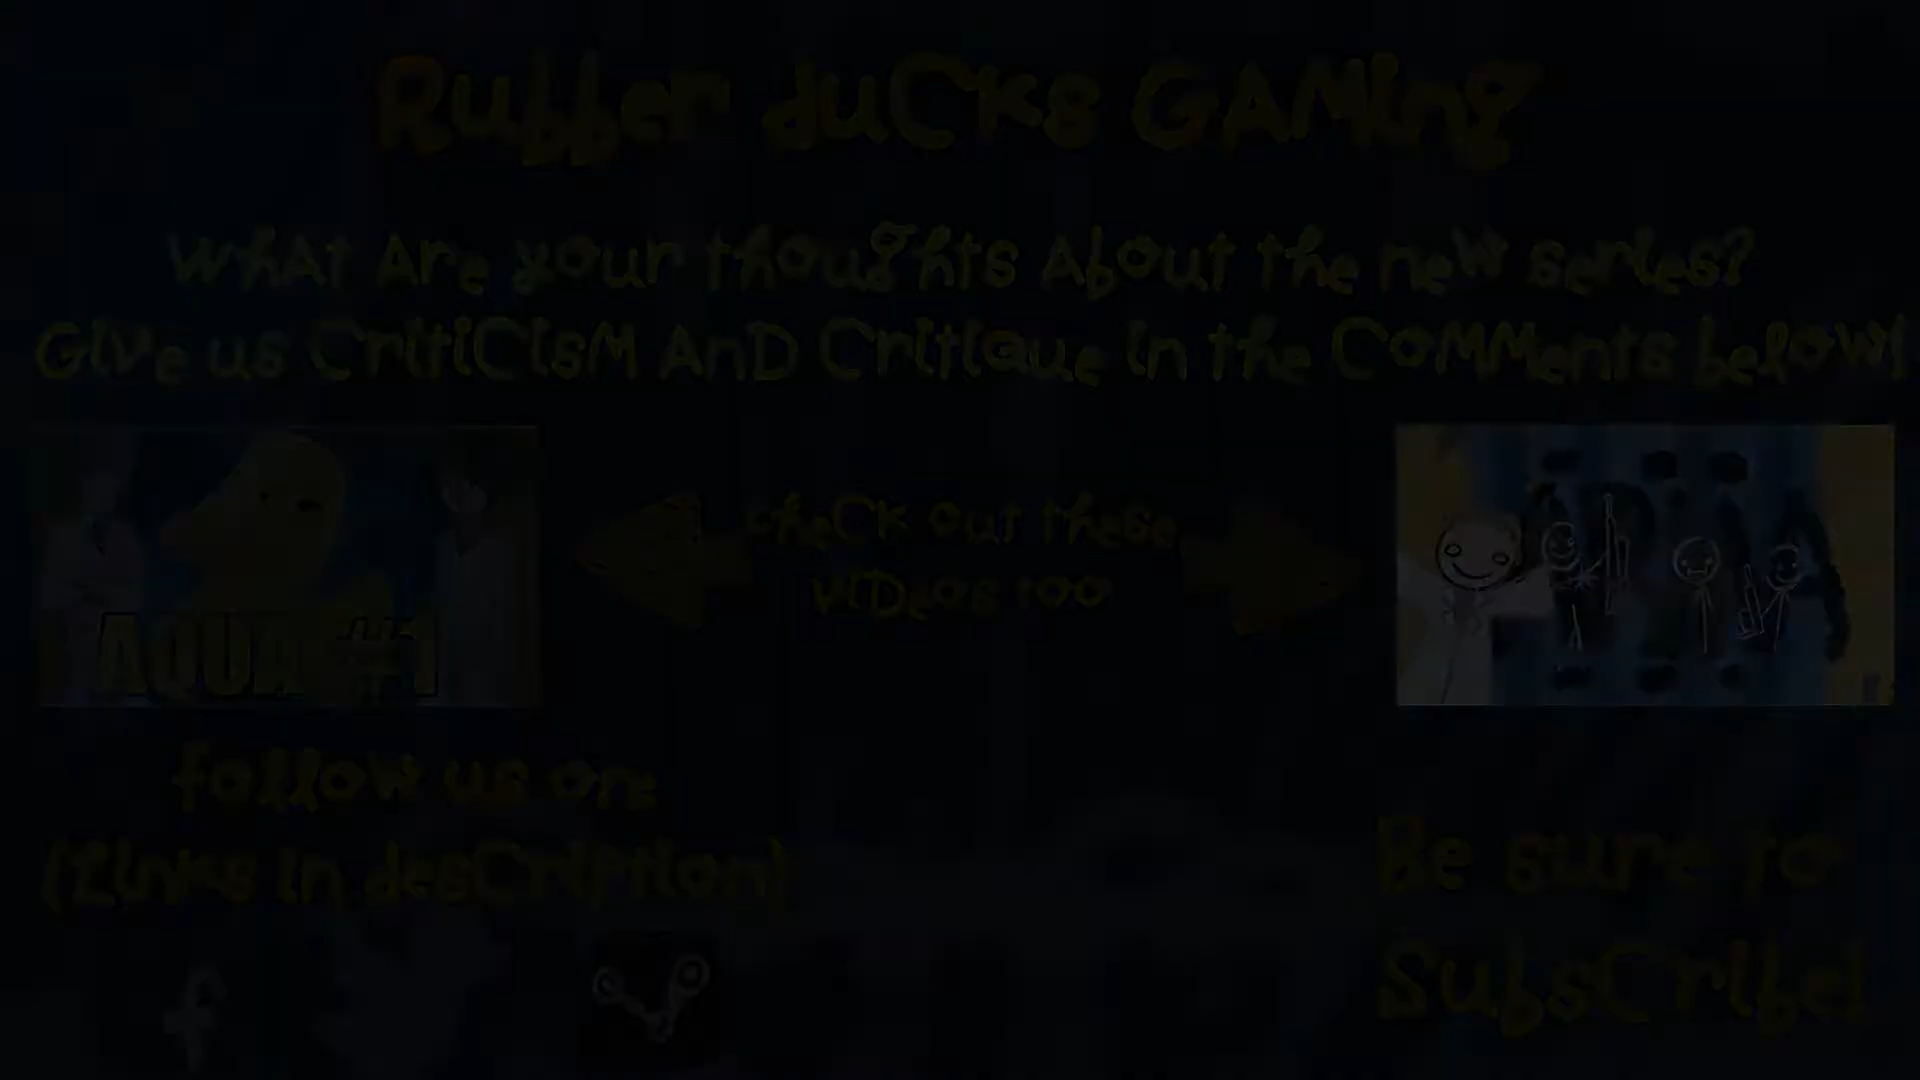 Rubber ducks GAMing
WhAt Are your thoughts About the new series?
Give us CritiCisM AnD Critique in the CoMMents below!
CheCk out these
viDeos too
AQUA #1
follow us on:
(Links in desCription)
Be sure to
SubsCribe!
f